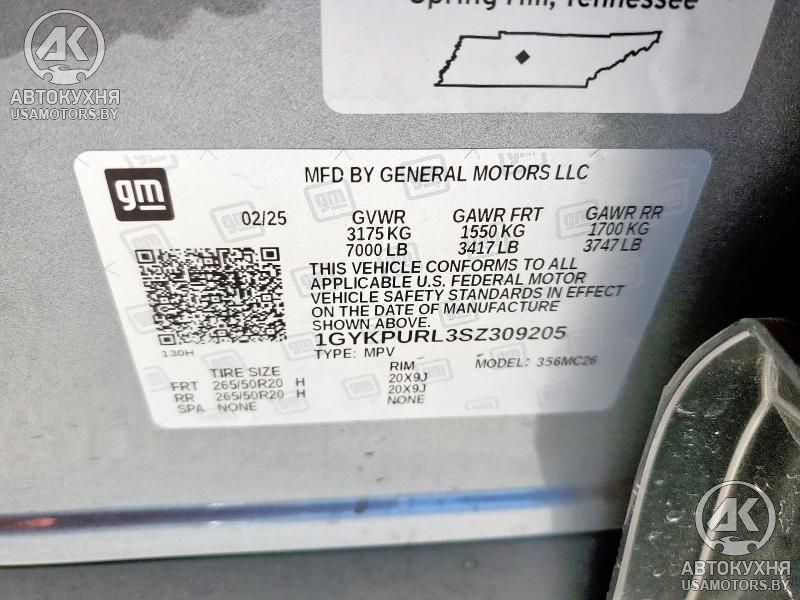 Spring Hill, Tennessee
AK
АВТОКУХНЯ
USAMOTORS.BY
gm
MFD BY GENERAL MOTORS LLC
02/25 GVWR GAWR FRT GAWR RR
3175 KG 1550 KG 1700 KG
7000 LB 3417 LB 3747 LB
THIS VEHICLE CONFORMS TO ALL
APPLICABLE U.S. FEDERAL MOTOR
VEHICLE SAFETY STANDARDS IN EFFECT
ON THE DATE OF MANUFACTURE
SHOWN ABOVE.
1GYKPURL3SZ309205
130H
TYPE: MPV MODEL: 356MC26
TIRE SIZE RIM
FRT 265/50R20 H 20X9J
RR 265/50R20 H 20X9J
SPA NONE NONE
AK
АВТОКУХНЯ
USAMOTORS.BY